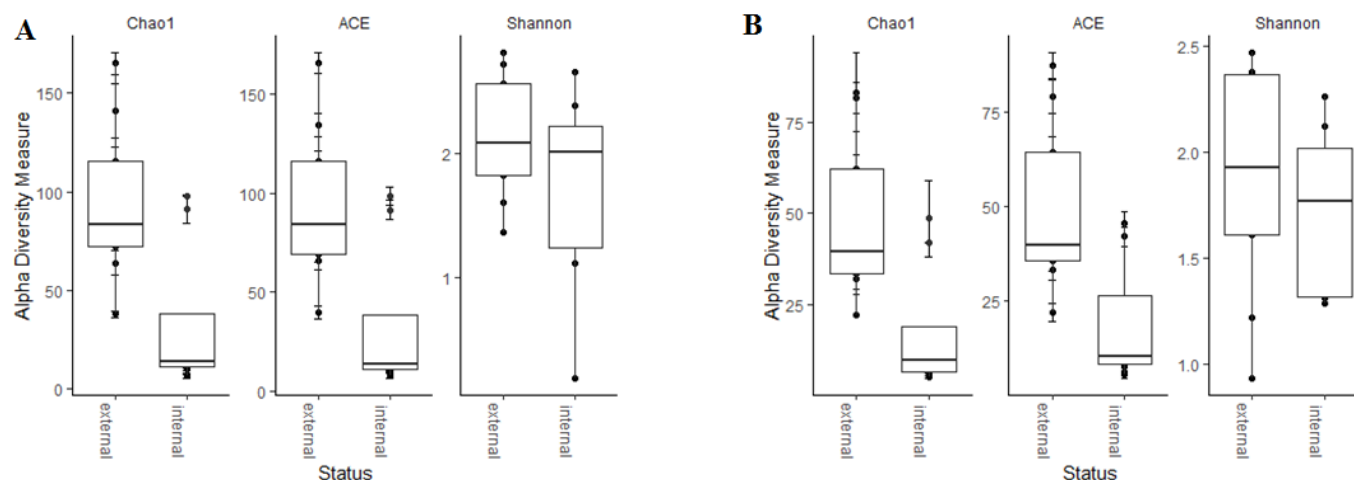 A
Chao1
ACE
Shannon
Alpha Diversity Measure
150
100
50
0
150
100
50
0
2
1
external
internal
external
internal
external
internal
Status
B
Chao1
ACE
Shannon
Alpha Diversity Measure
75
50
25
75
50
25
2.5
2.0
1.5
1.0
external
internal
external
internal
external
internal
Status